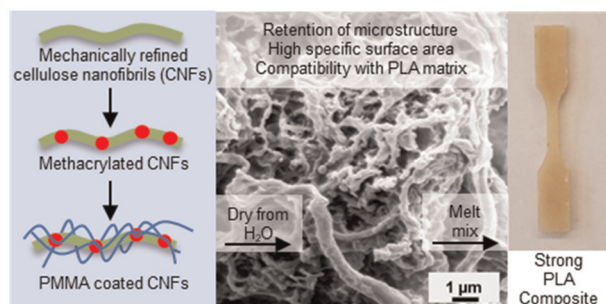 Mechanically refined
cellulose nanofibrils (CNFs)
Methacrylated CNFs
PMMA coated CNFs
Retention of microstructure
High specific surface area
Compatibility with PLA matrix
Dry from
H₂O
Melt
mix
1 µm
Strong
PLA
Composite